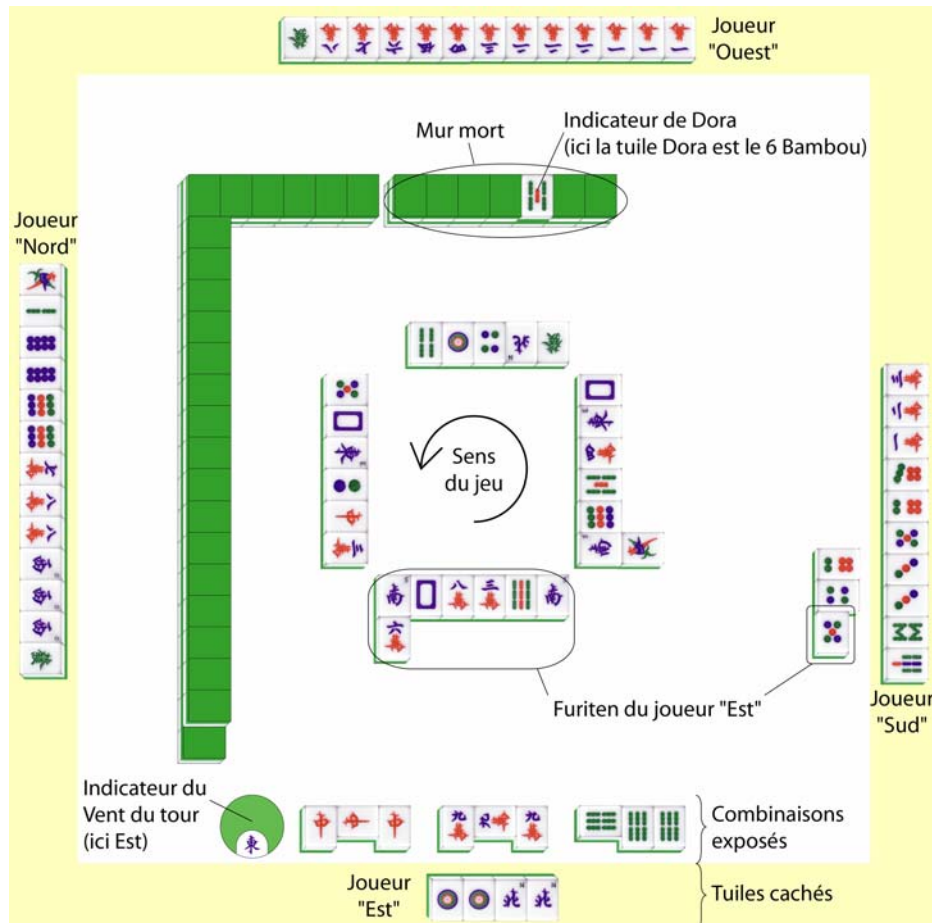 Joueur
"Ouest"
Indicateur de Dora
(ici la tuile Dora est le 6 Bambou)
Mur mort
Joueur
"Nord"
Sens
du jeu
Furiten du joueur "Est"
Joueur
"Sud"
Indicateur du
Vent du tour
(ici Est)
東
Combinaisons
exposés
Joueur
"Est"
Tuiles cachés